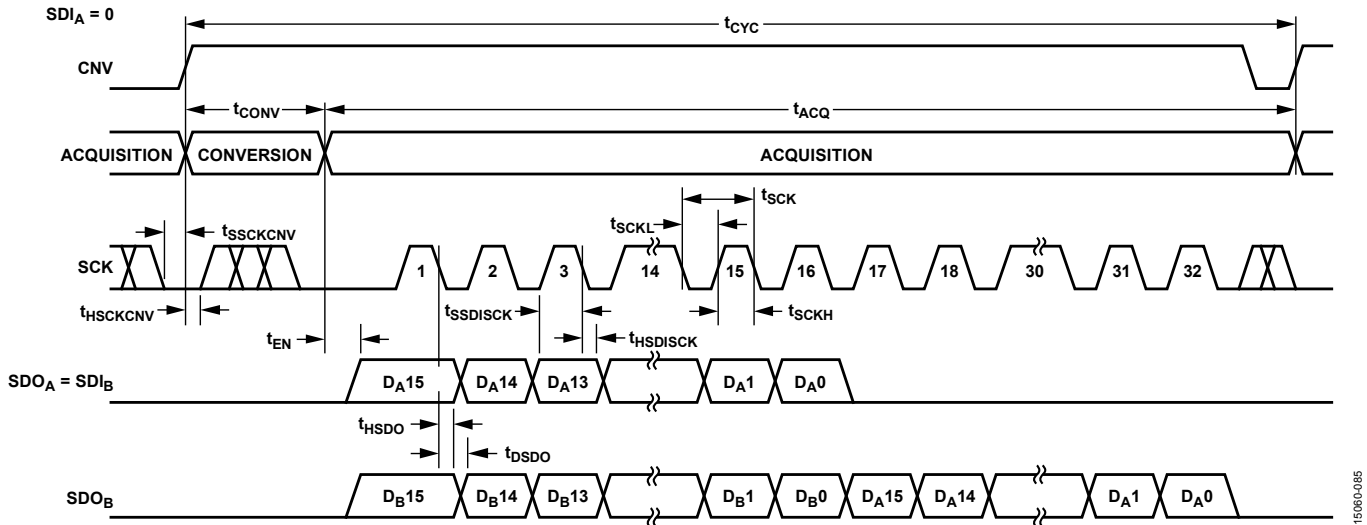 SDIA = 0
tCYC
CNV
tCONV
tACQ
ACQUISITION CONVERSION ACQUISITION
tSCK
tSSCKCNV
tSCKL
SCK 1 2 3 14 15 16 17 18 30 31 32
tHSCKCNV
tSSDISCK
tSCKH
tEN
tHSDISCK
SDOA = SDIB DA15 DA14 DA13 DA1 DA0
tHSDO
tDSDO
SDOB DB15 DB14 DB13 DB1 DB0 DA15 DA14 DA1 DA0
15060-085